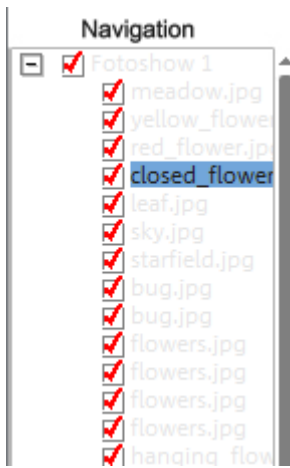 Navigation
Fotoshow 1
meadow.jpg
yellow_flower
red_flower.jp
closed_flower
leaf.jpg
sky.jpg
starfield.jpg
bug.jpg
bug.jpg
flowers.jpg
flowers.jpg
flowers.jpg
flowers.jpg
hanging_flow